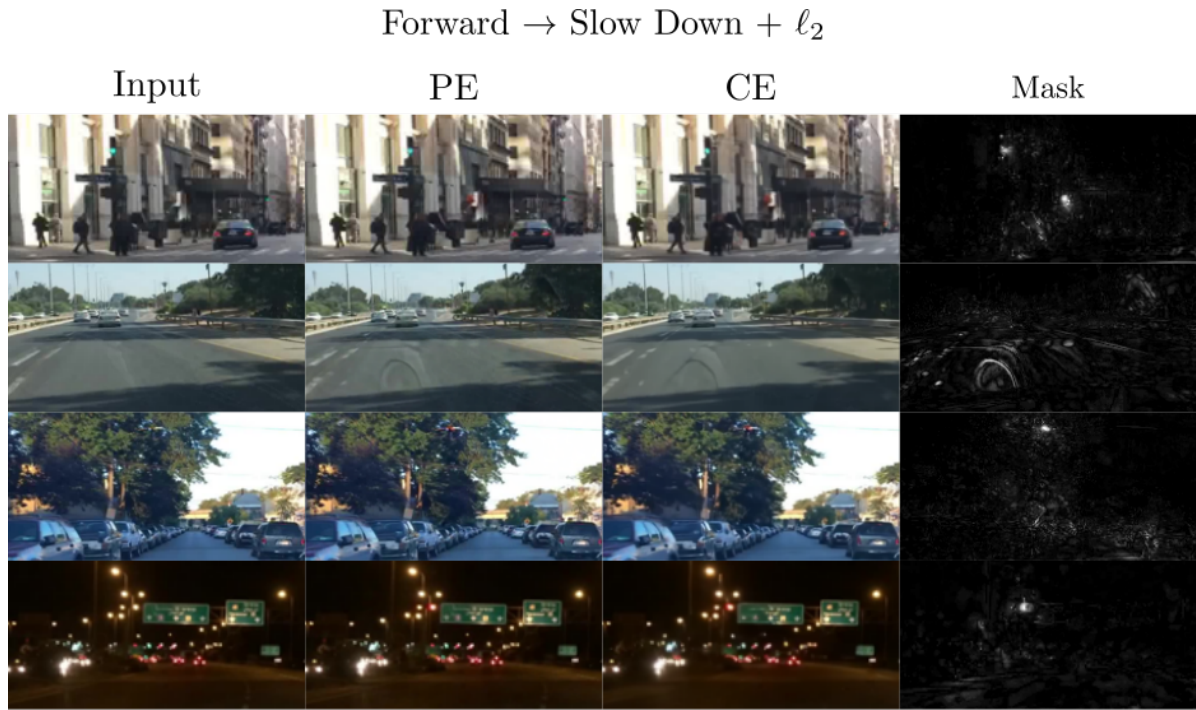 Forward → Slow Down + ℓ₂
Input PE CE Mask